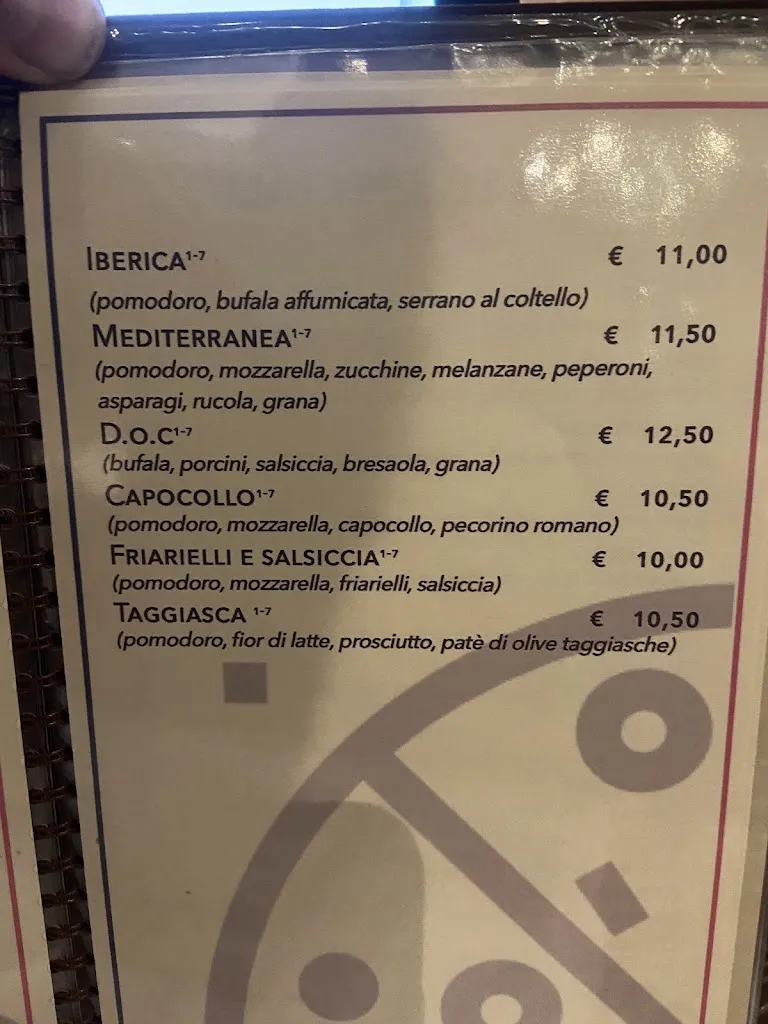 IBERICA1-7 € 11,00
(pomodoro, bufala affumicata, serrano al coltello)
MEDITERRANEA1-7 € 11,50
(pomodoro, mozzarella, zucchine, melanzane, peperoni,
asparagi, rucola, grana)
D.O.C1-7 € 12,50
(bufala, porcini, salsiccia, bresaola, grana)
CAPOCOLLO1-7 € 10,50
(pomodoro, mozzarella, capocollo, pecorino romano)
FRIARIELLI E SALSICCIA1-7 € 10,00
(pomodoro, mozzarella, friarielli, salsiccia)
TAGGIASCA 1-7 € 10,50
(pomodoro, fior di latte, prosciutto, patè di olive taggiasche)